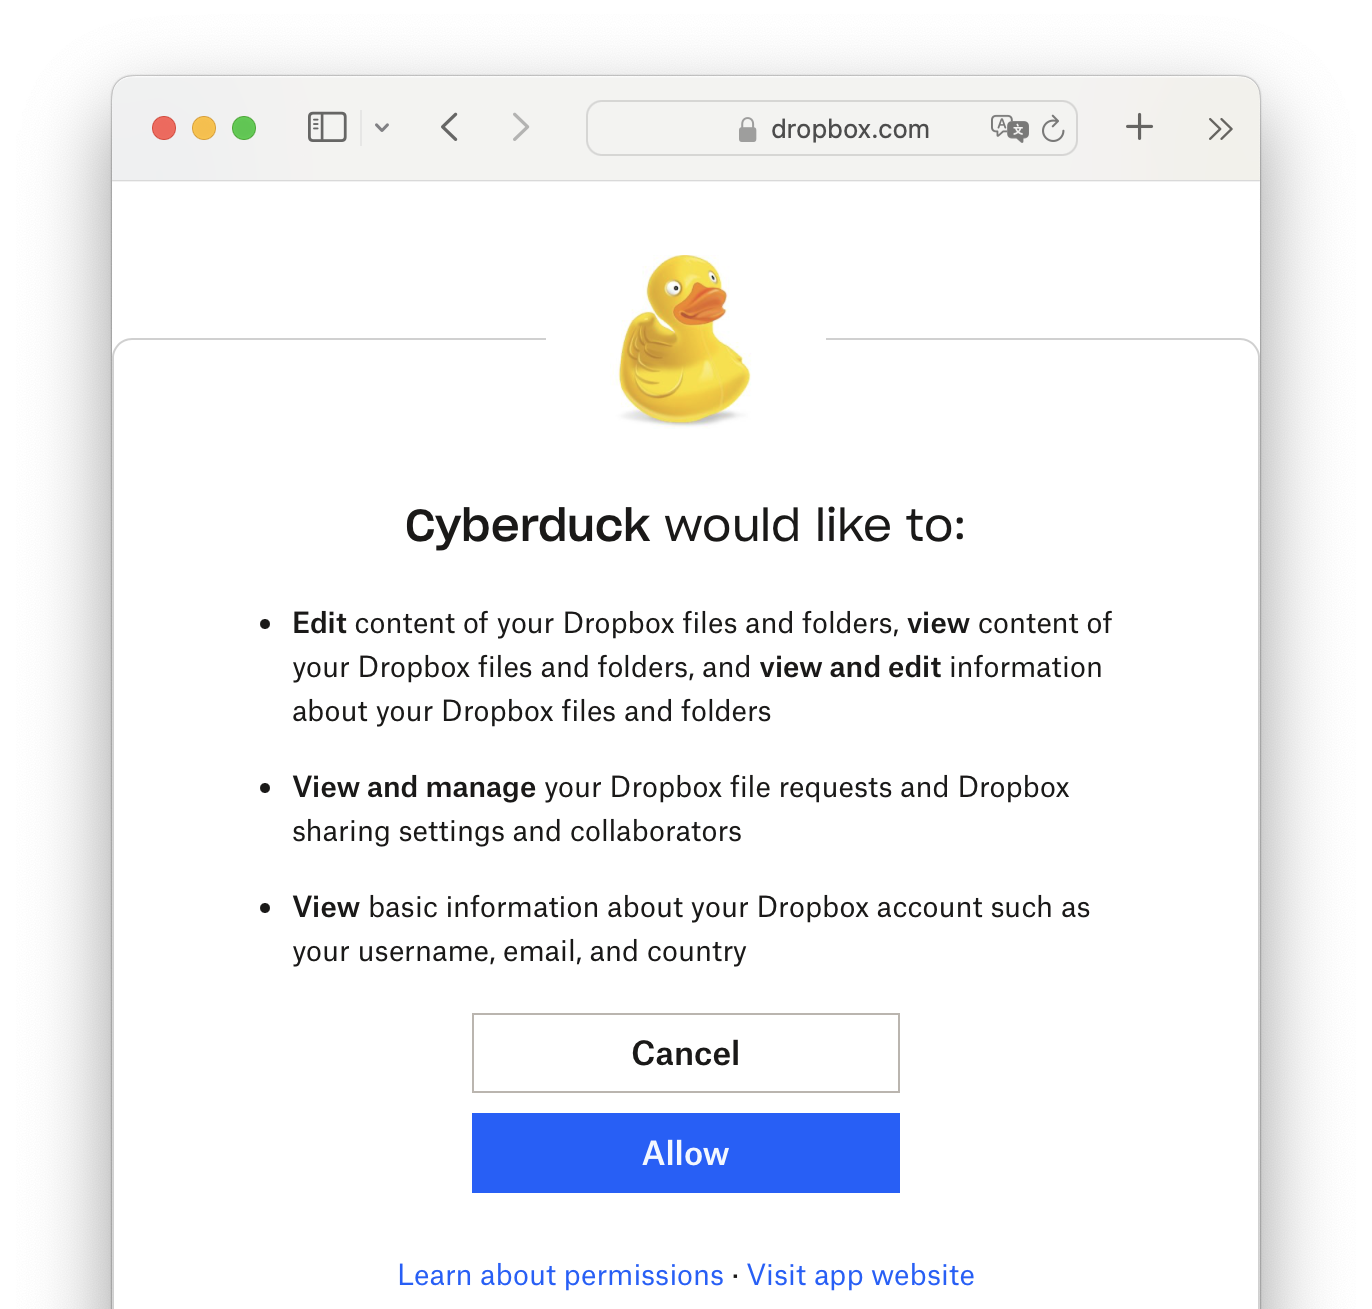 dropbox.com
Cyberduck would like to:
• Edit content of your Dropbox files and folders, view content of
your Dropbox files and folders, and view and edit information
about your Dropbox files and folders
• View and manage your Dropbox file requests and Dropbox
sharing settings and collaborators
• View basic information about your Dropbox account such as
your username, email, and country
Cancel
Allow
Learn about permissions · Visit app website